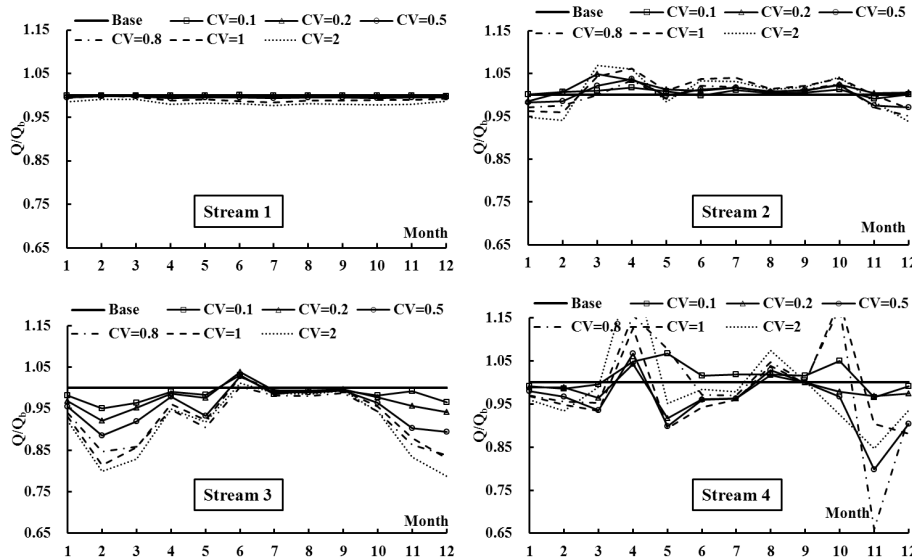 Base CV=0.1 CV=0.2 CV=0.5
CV=0.8 CV=1 CV=2
1.15
1.05
0.95
0.85
0.75
0.65
Q/Qb
Stream 1
Month
1 2 3 4 5 6 7 8 9 10 11 12
Base CV=0.1 CV=0.2 CV=0.5
CV=0.8 CV=1 CV=2
1.15
1.05
0.95
0.85
0.75
0.65
Q/Qb
Stream 2
Month
1 2 3 4 5 6 7 8 9 10 11 12
Base CV=0.1 CV=0.2 CV=0.5
CV=0.8 CV=1 CV=2
1.15
1.05
0.95
0.85
0.75
0.65
Q/Qb
Stream 3
Month
1 2 3 4 5 6 7 8 9 10 11 12
Base CV=0.1 CV=0.2 CV=0.5
CV=0.8 CV=1 CV=2
1.15
1.05
0.95
0.85
0.75
0.65
Q/Qb
Stream 4
Month
1 2 3 4 5 6 7 8 9 10 11 12